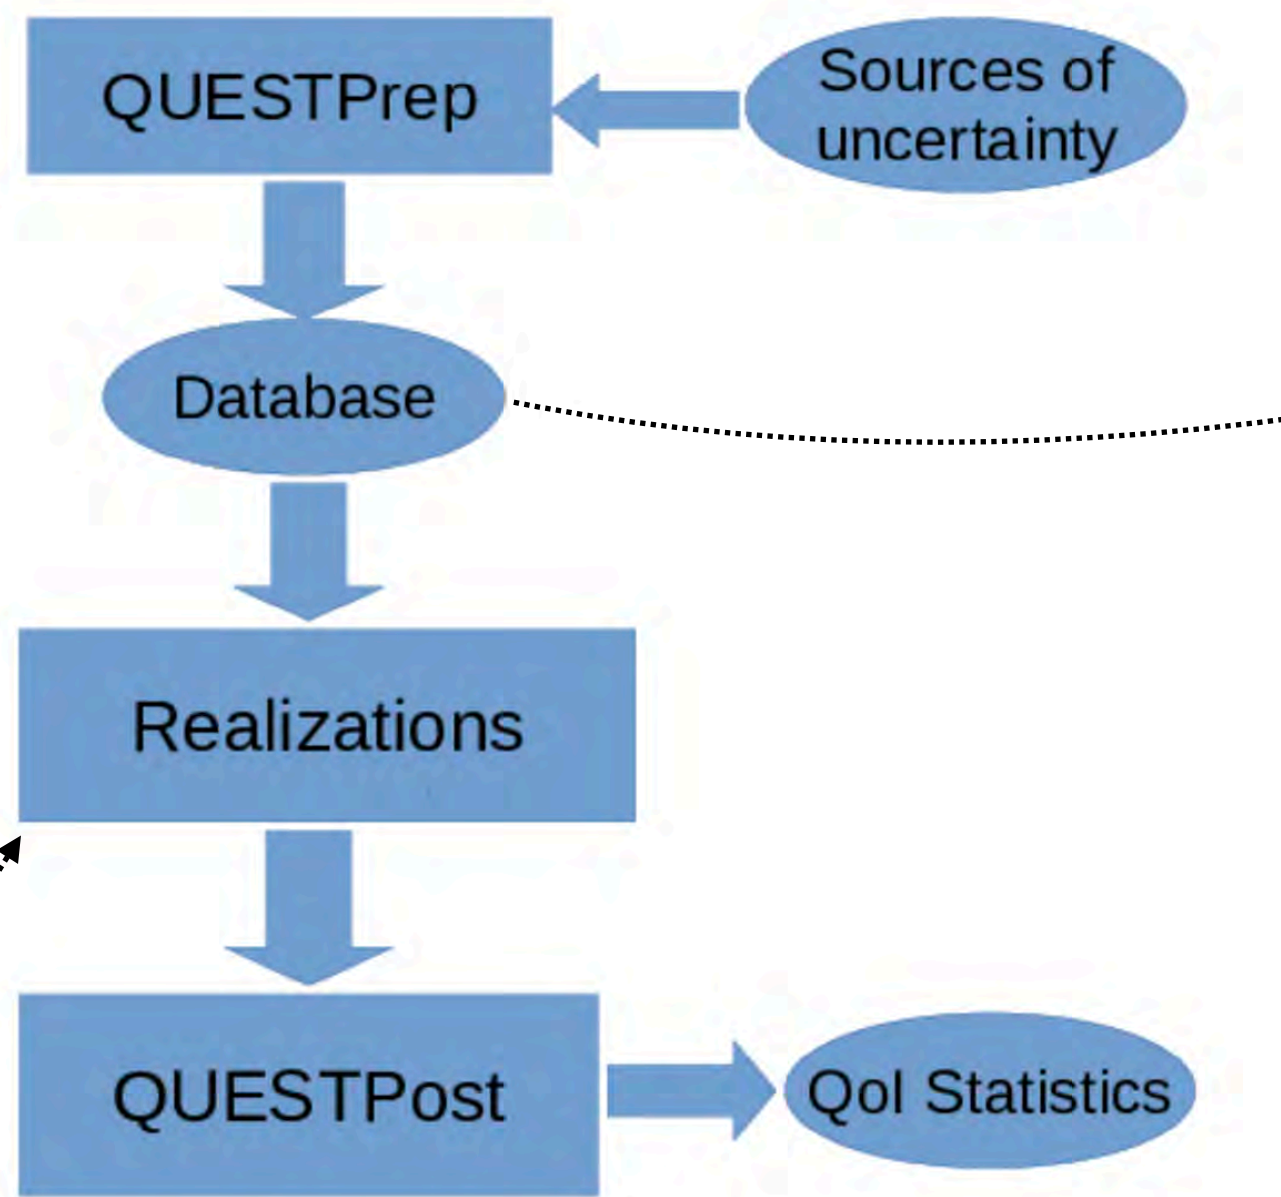 QUESTPrep
Sources of
uncertainty
Database
Realizations
QUESTPost
QoI Statistics